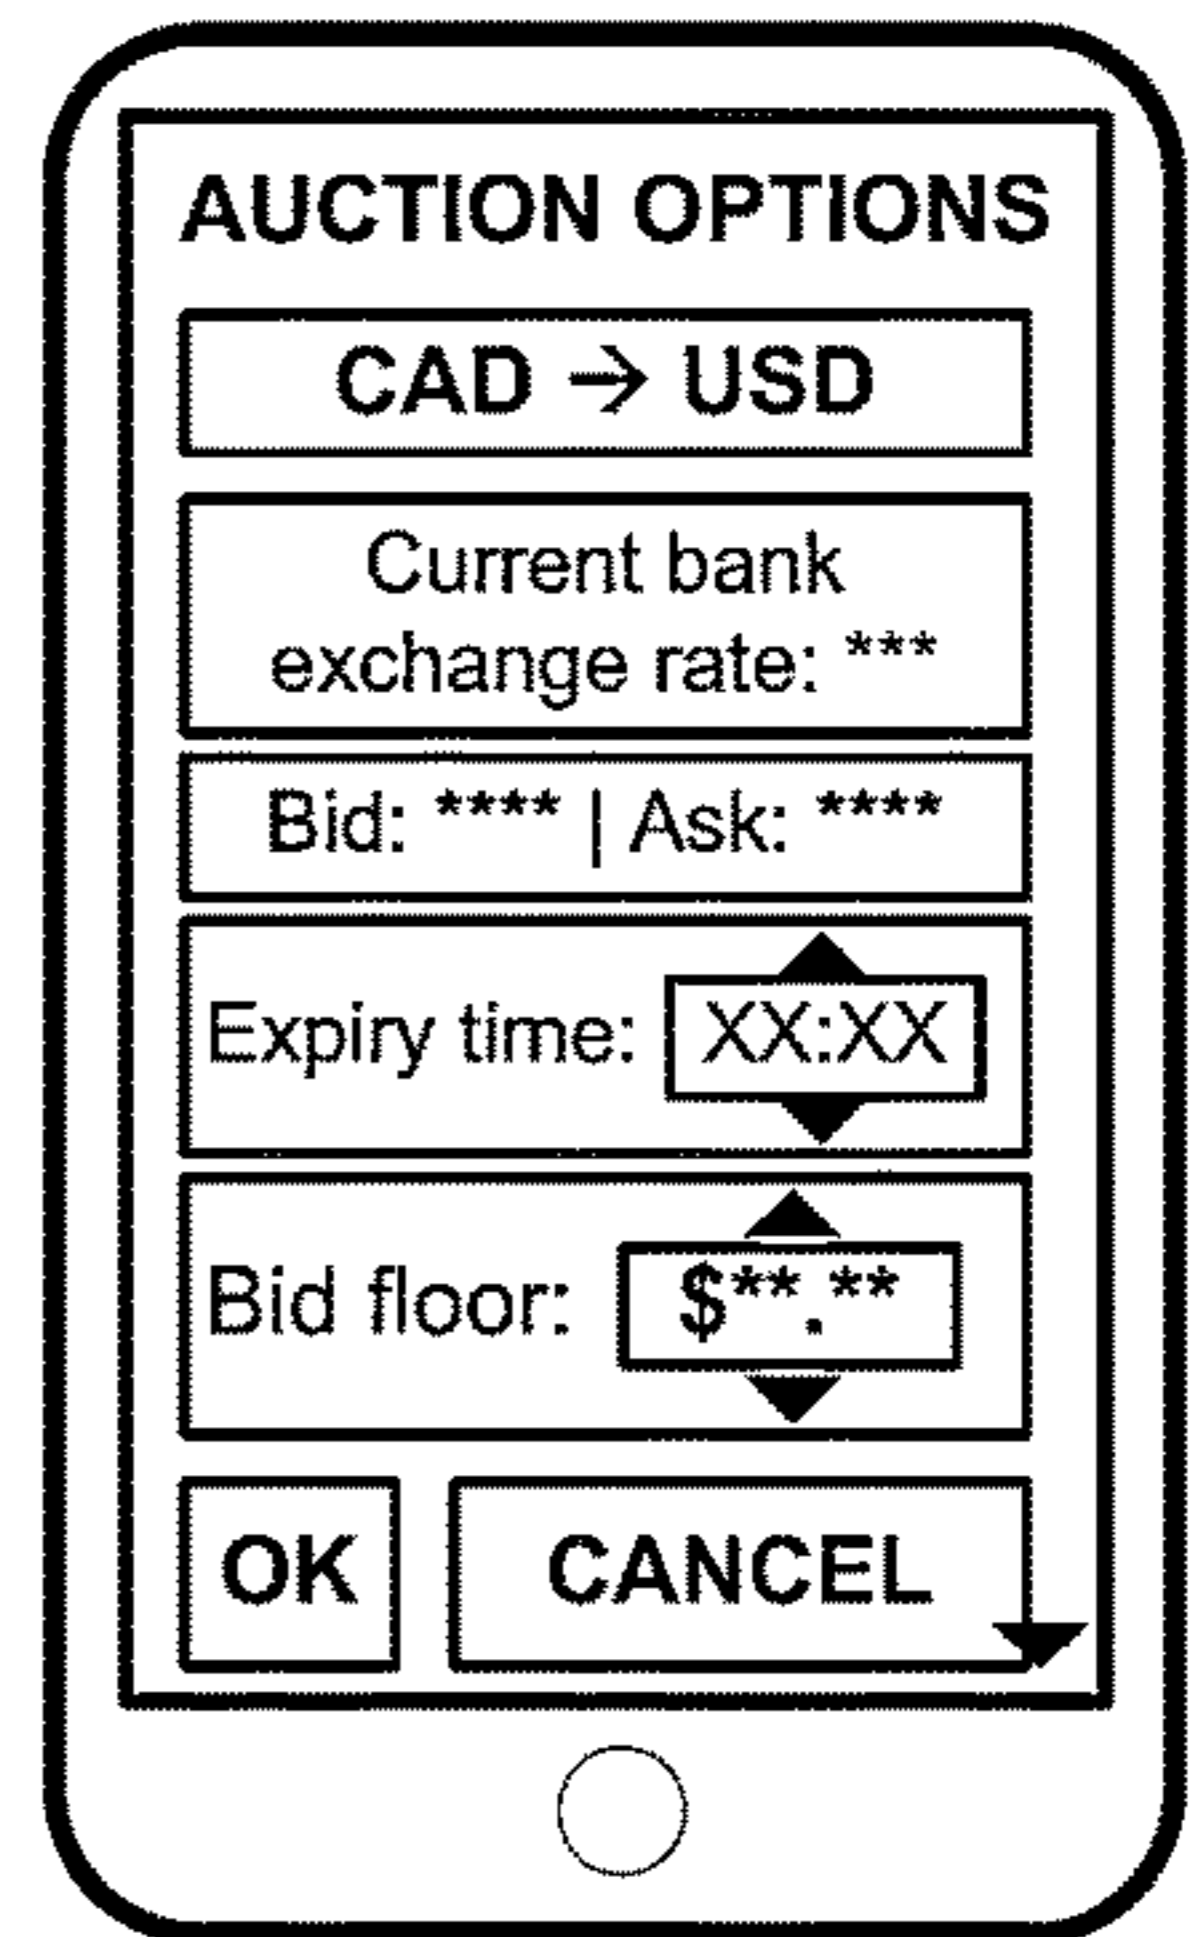 AUCTION OPTIONS
CAD → USD
Current bank
exchange rate: ***
Bid: **** | Ask: ****
Expiry time: XX:XX
Bid floor: $**.**
OK CANCEL